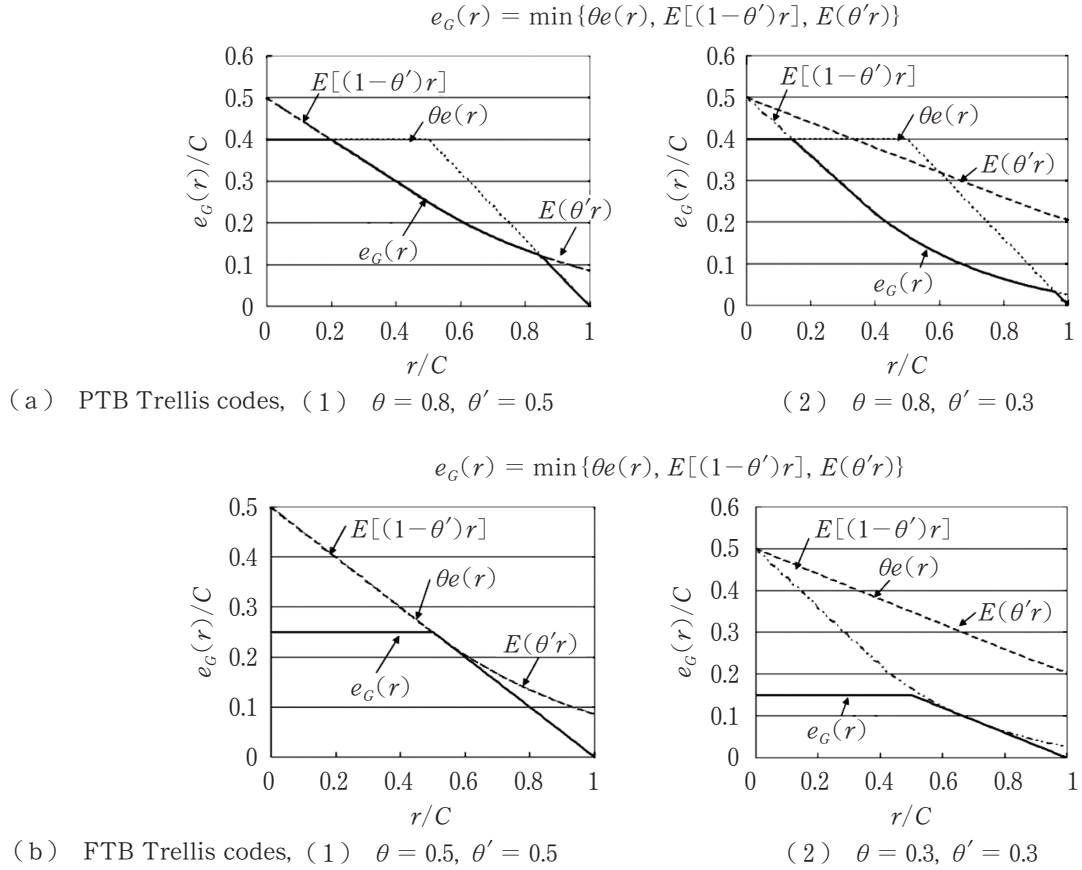 e_G(r) = min{θe(r), E[(1−θ′)r], E(θ′r)}
0.6
0.5
0.4
0.3
0.2
0.1
0
e_G(r)/C
E[(1−θ′)r]
θe(r)
E(θ′r)
e_G(r)
0 0.2 0.4 0.6 0.8 1
r/C
0.6
0.5
0.4
0.3
0.2
0.1
0
e_G(r)/C
E[(1−θ′)r]
θe(r)
E(θ′r)
e_G(r)
0 0.2 0.4 0.6 0.8 1
r/C
(a) PTB Trellis codes, (1) θ = 0.8, θ′ = 0.5 (2) θ = 0.8, θ′ = 0.3
e_G(r) = min{θe(r), E[(1−θ′)r], E(θ′r)}
0.5
0.4
0.3
0.2
0.1
0
e_G(r)/C
E[(1−θ′)r]
θe(r)
E(θ′r)
e_G(r)
0 0.2 0.4 0.6 0.8 1
r/C
0.6
0.5
0.4
0.3
0.2
0.1
0
e_G(r)/C
E[(1−θ′)r]
θe(r)
E(θ′r)
e_G(r)
0 0.2 0.4 0.6 0.8 1
r/C
(b) FTB Trellis codes, (1) θ = 0.5, θ′ = 0.5 (2) θ = 0.3, θ′ = 0.3